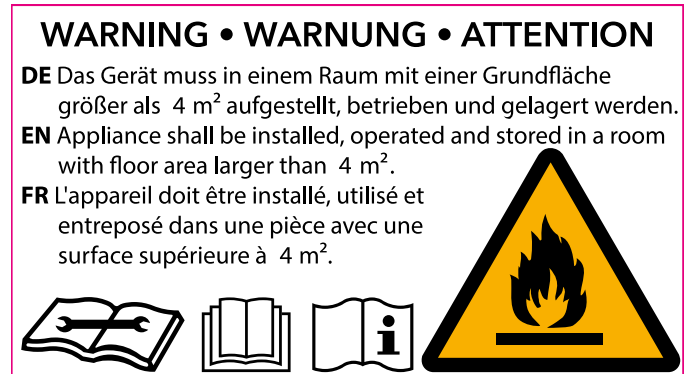 WARNING • WARNUNG • ATTENTION
DE Das Gerät muss in einem Raum mit einer Grundfläche
größer als 4 m² aufgestellt, betrieben und gelagert werden.
EN Appliance shall be installed, operated and stored in a room
with floor area larger than 4 m².
FR L'appareil doit être installé, utilisé et
entreposé dans une pièce avec une
surface supérieure à 4 m².